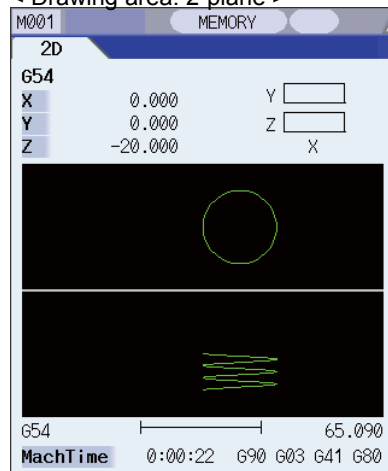 < Drawing area: 2-plane >
M001 MEMORY
2D
G54
X 0.000 Y
Y 0.000 Z
Z -20.000 X
G54 65.090
MachTime 0:00:22 G90 G03 G41 G80